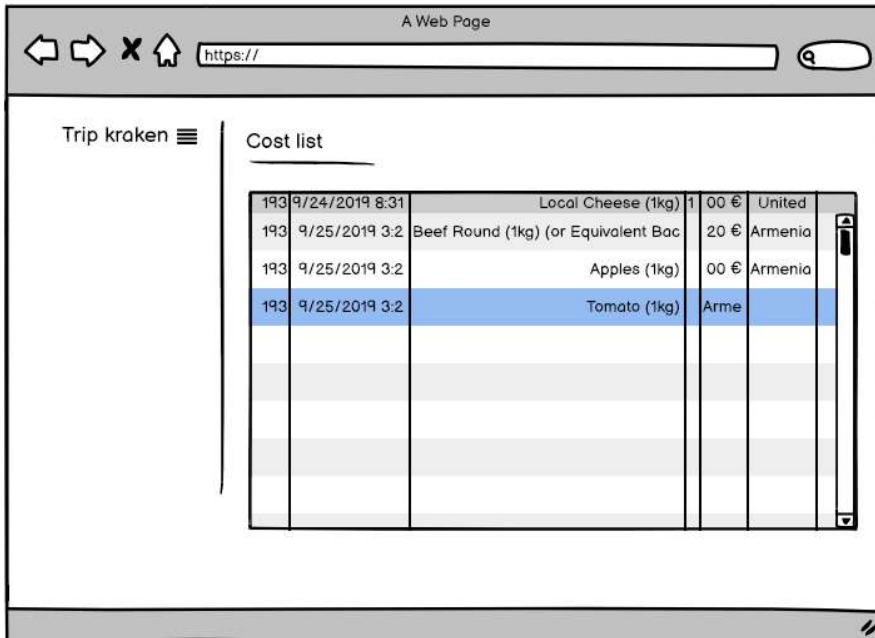 A Web Page
https://
Trip kraken
Cost list
193 9/24/2019 8:31 Local Cheese (1kg) 1 00 € United
193 9/25/2019 3:2 Beef Round (1kg) (or Equivalent Bac 20 € Armenia
193 9/25/2019 3:2 Apples (1kg) 00 € Armenia
193 9/25/2019 3:2 Tomato (1kg) Arme